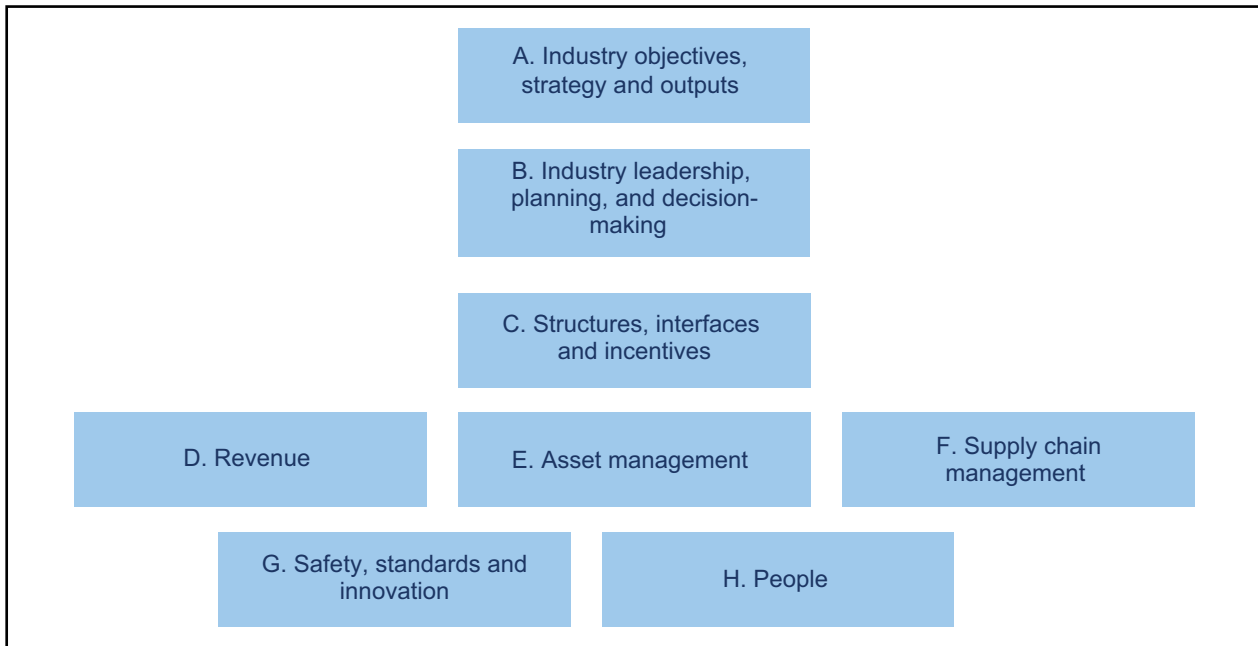 A. Industry objectives,
strategy and outputs
B. Industry leadership,
planning, and decision-
making
C. Structures, interfaces
and incentives
D. Revenue
E. Asset management
F. Supply chain
management
G. Safety, standards and
innovation
H. People